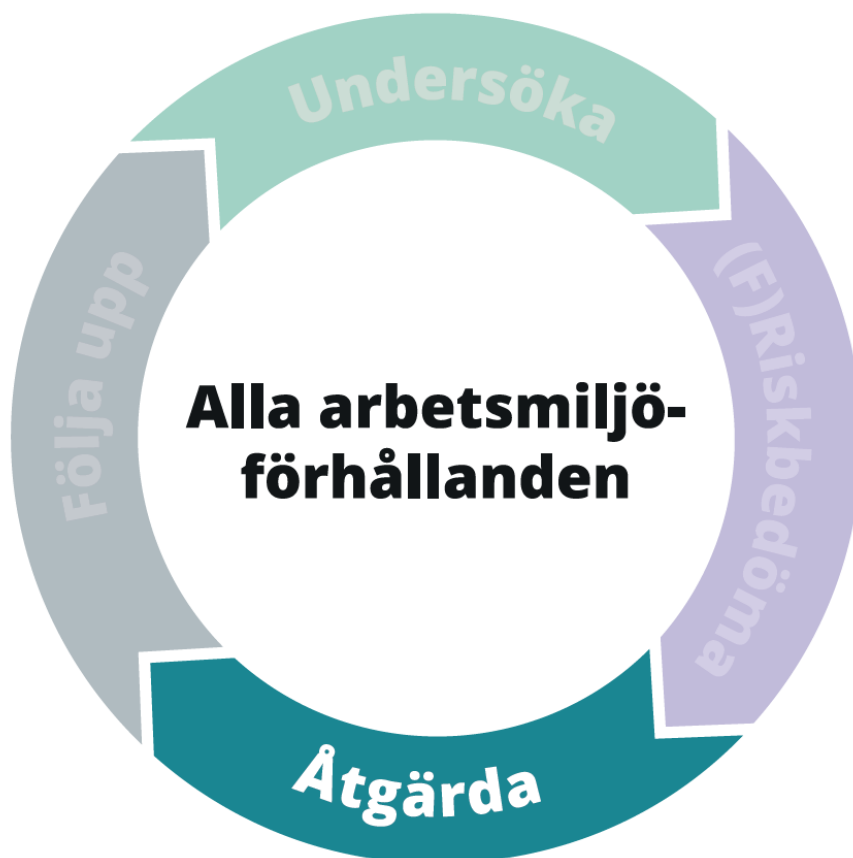 Undersöka
(F)Riskbedöma
Åtgärda
Följa upp
Alla arbetsmiljö-
förhållanden